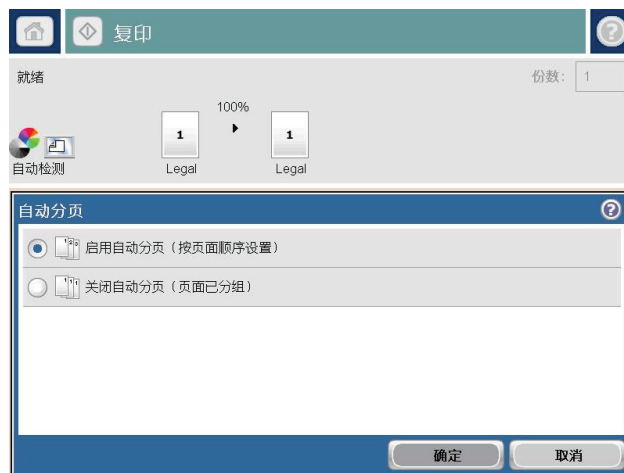 复印
就绪
份数: 1
100%
1 1
自动检测 Legal Legal
自动分页
启用自动分页（按页面顺序设置）
关闭自动分页（页面已分组）
确定 取消